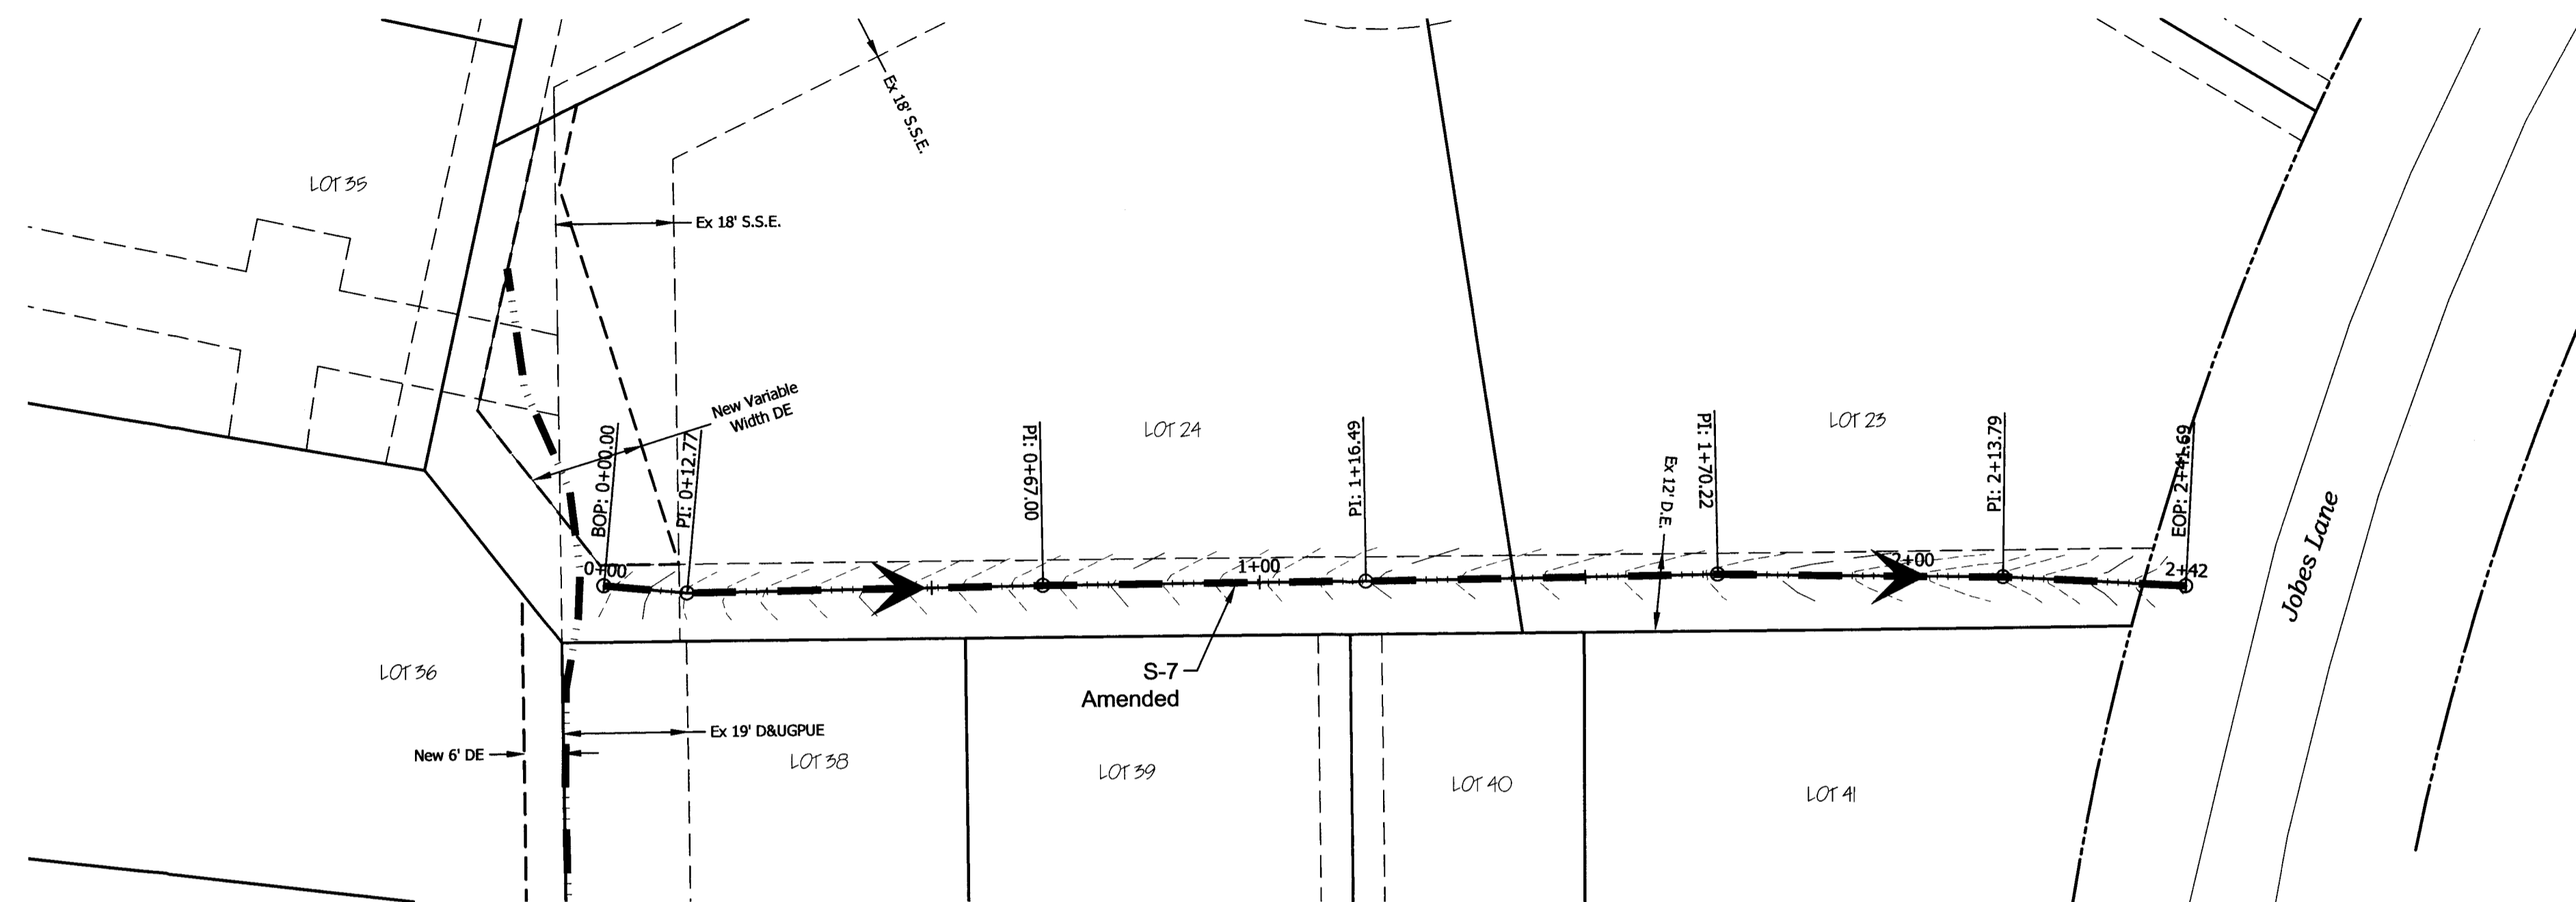 Ex 18' S.S.E.
LOT 35
Ex 18' S.S.E.
New Variable
Width DE
BOP: 0+00.00
PI: 0+12.77
PI: 0+67.00
LOT 24
PI: 1+16.49
Ex 12' D.E.
PI: 1+70.22
LOT 23
PI: 2+13.79
EOP: 2+41.69
Jobes Lane
0+00
1+00
2+00
2+42
S-7
Amended
LOT 36
New 6' DE
Ex 19' D&UGPUE
LOT 38
LOT 39
LOT 40
LOT 41